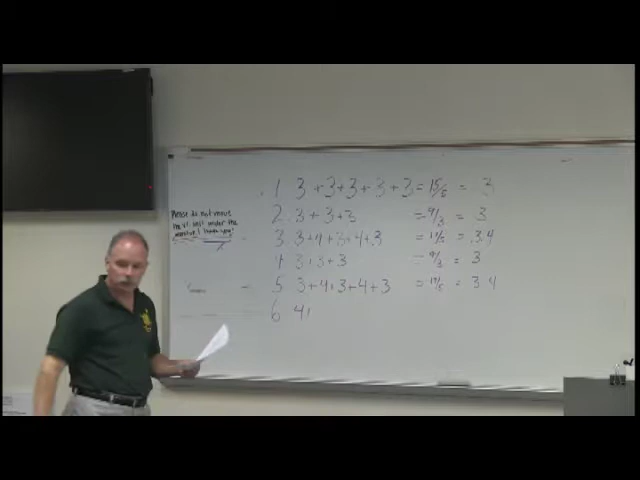 1 3+3+3+3+3 = 15/5 = 3
2. 3+3+3 = 9/3 = 3
Please do not move
3. 3+4+3+4+3 = 17/5 = 3.4
4 3+3+3 = 9/3 = 3
5 3+4+3+4+3 = 17/5 = 3.4
6 4+